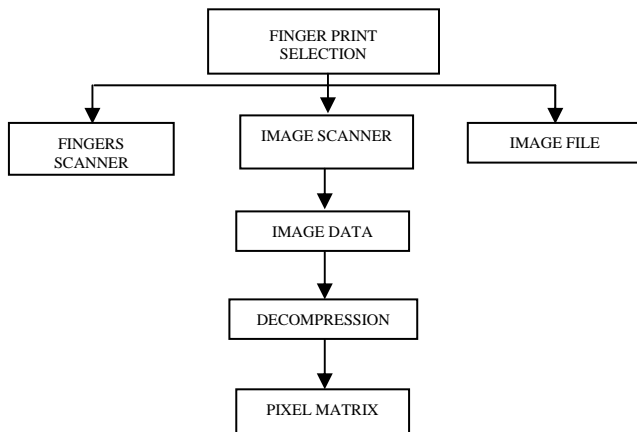 FINGER PRINT
SELECTION
FINGERS
SCANNER
IMAGE SCANNER
IMAGE FILE
IMAGE DATA
DECOMPRESSION
PIXEL MATRIX